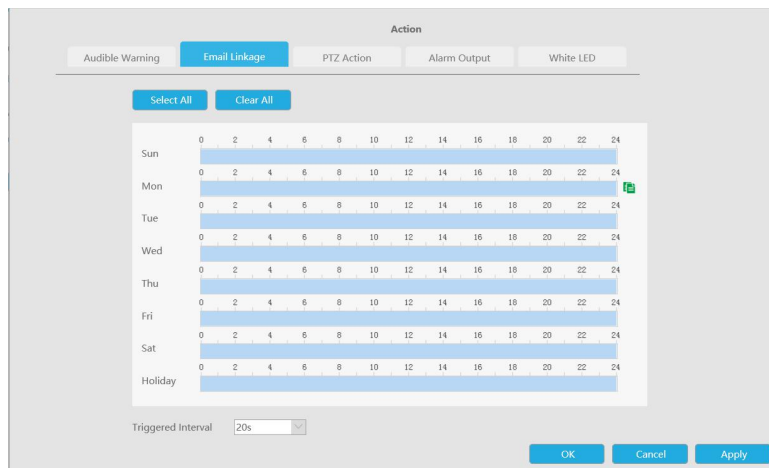 Action
Audible Warning Email Linkage PTZ Action Alarm Output White LED
Select All Clear All
0 2 4 6 8 10 12 14 16 18 20 22 24
Sun
0 2 4 6 8 10 12 14 16 18 20 22 24
Mon
0 2 4 6 8 10 12 14 16 18 20 22 24
Tue
0 2 4 6 8 10 12 14 16 18 20 22 24
Wed
0 2 4 6 8 10 12 14 16 18 20 22 24
Thu
0 2 4 6 8 10 12 14 16 18 20 22 24
Fri
0 2 4 6 8 10 12 14 16 18 20 22 24
Sat
0 2 4 6 8 10 12 14 16 18 20 22 24
Holiday
Triggered Interval 20s
OK Cancel Apply